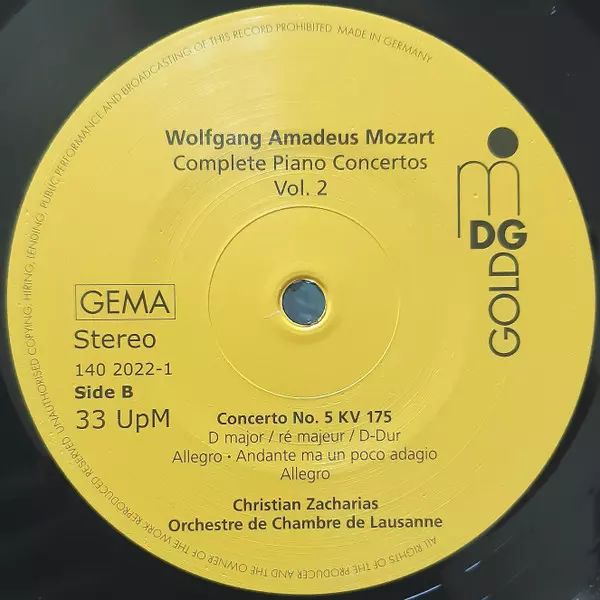 ALL RIGHTS OF THE PRODUCER AND THE OWNER OF THE WORK REPRODUCED RESERVED. UNAUTHORISED COPYING, HIRING, LENDING, PUBLIC PERFORMANCE AND BROADCASTING OF THIS RECORD PROHIBITED. MADE IN GERMANY
Wolfgang Amadeus Mozart
Complete Piano Concertos
Vol. 2
DG
GOLD
GEMA
Stereo
140 2022-1
Side B
33 UpM
Concerto No. 5 KV 175
D major / ré majeur / D-Dur
Allegro · Andante ma un poco adagio
Allegro
Christian Zacharias
Orchestre de Chambre de Lausanne